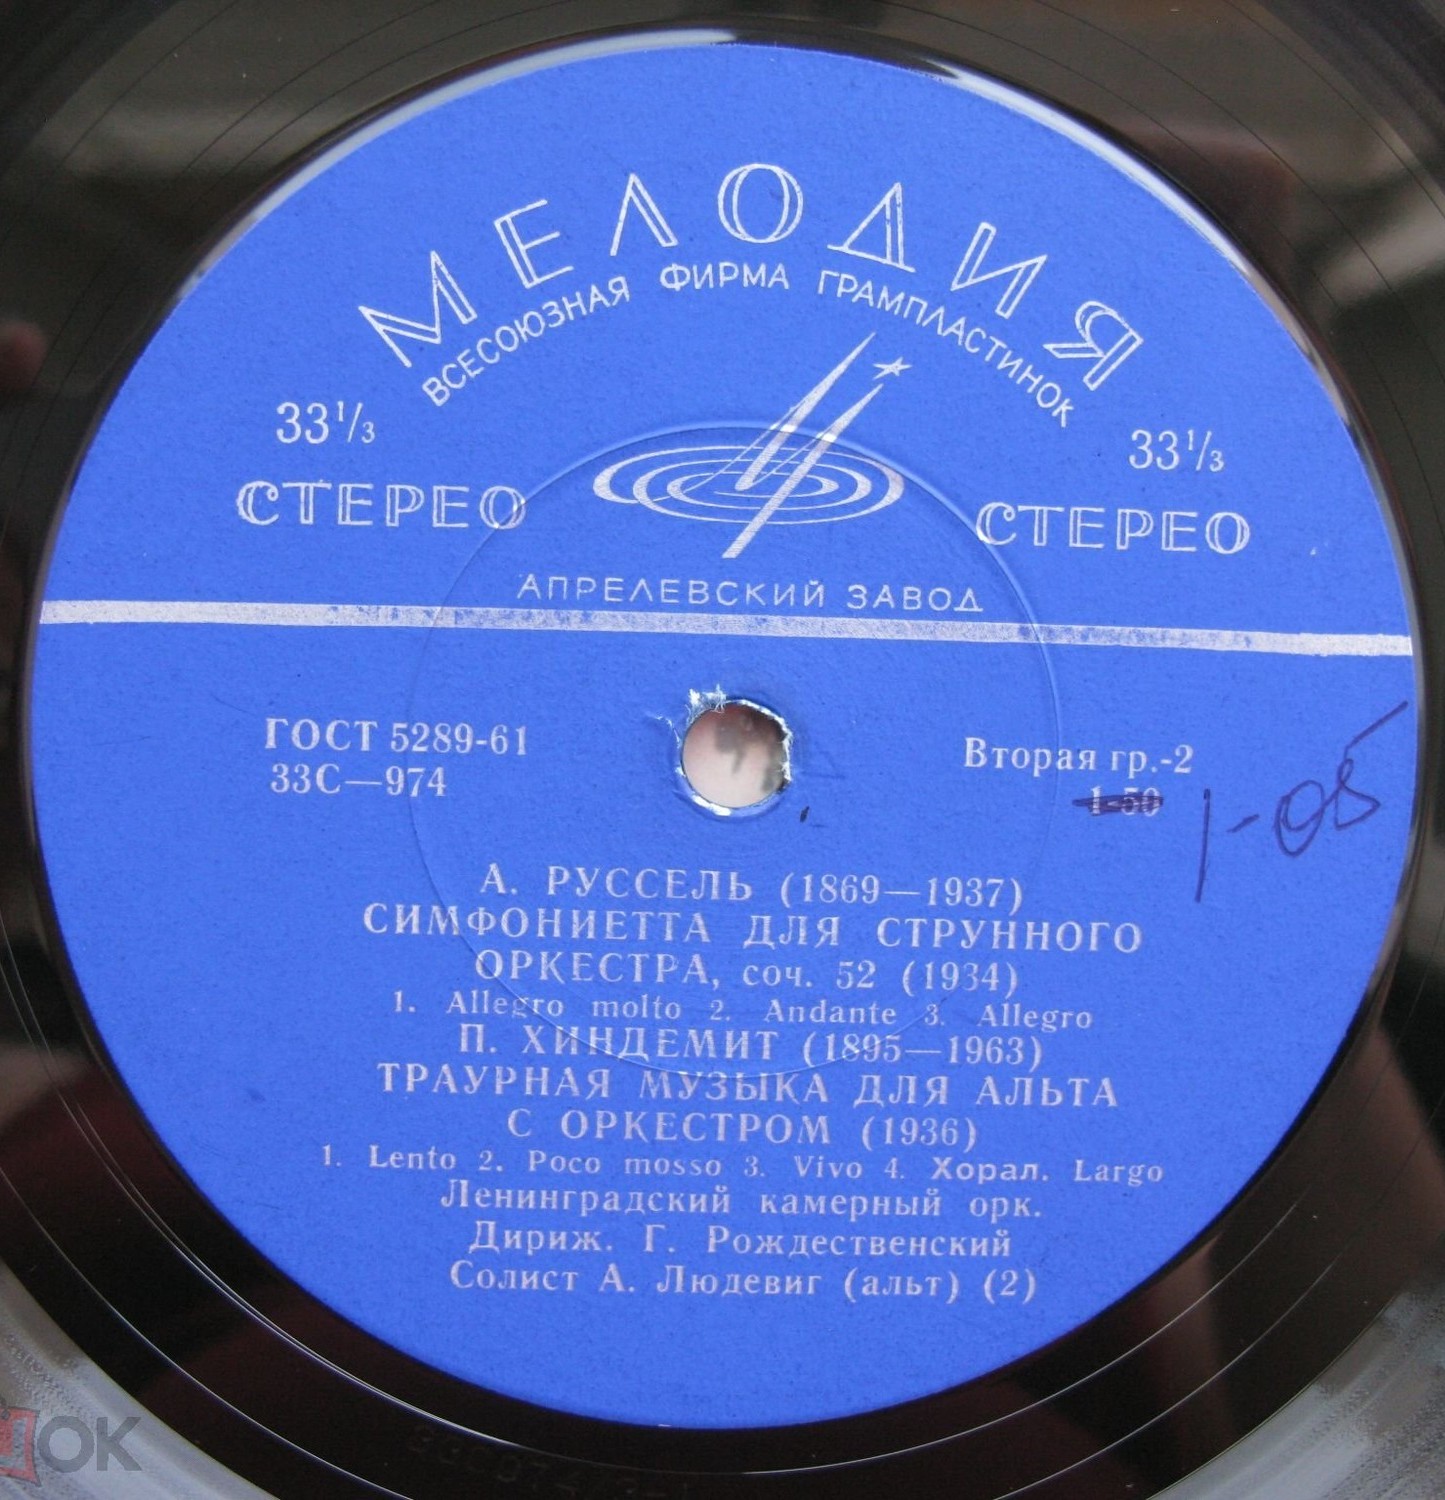 МЕЛОДИЯ
ВСЕСОЮЗНАЯ ФИРМА ГРАМПЛАСТИНОК
33⅓ 33⅓
СТЕРЕО СТЕРЕО
АПРЕЛЕВСКИЙ ЗАВОД
ГОСТ 5289-61
33С—974
Вторая гр.-2
1-50
1-05
А. РУССЕЛЬ (1869—1937)
СИМФОНИЕТТА ДЛЯ СТРУННОГО
ОРКЕСТРА, соч. 52 (1934)
1. Allegro molto 2. Andante 3. Allegro
П. ХИНДЕМИТ (1895—1963)
ТРАУРНАЯ МУЗЫКА ДЛЯ АЛЬТА
С ОРКЕСТРОМ (1936)
1. Lento 2. Poco mosso 3. Vivo 4. Хорал. Largo
Ленинградский камерный орк.
Дириж. Г. Рождественский
Солист А. Людевиг (альт) (2)